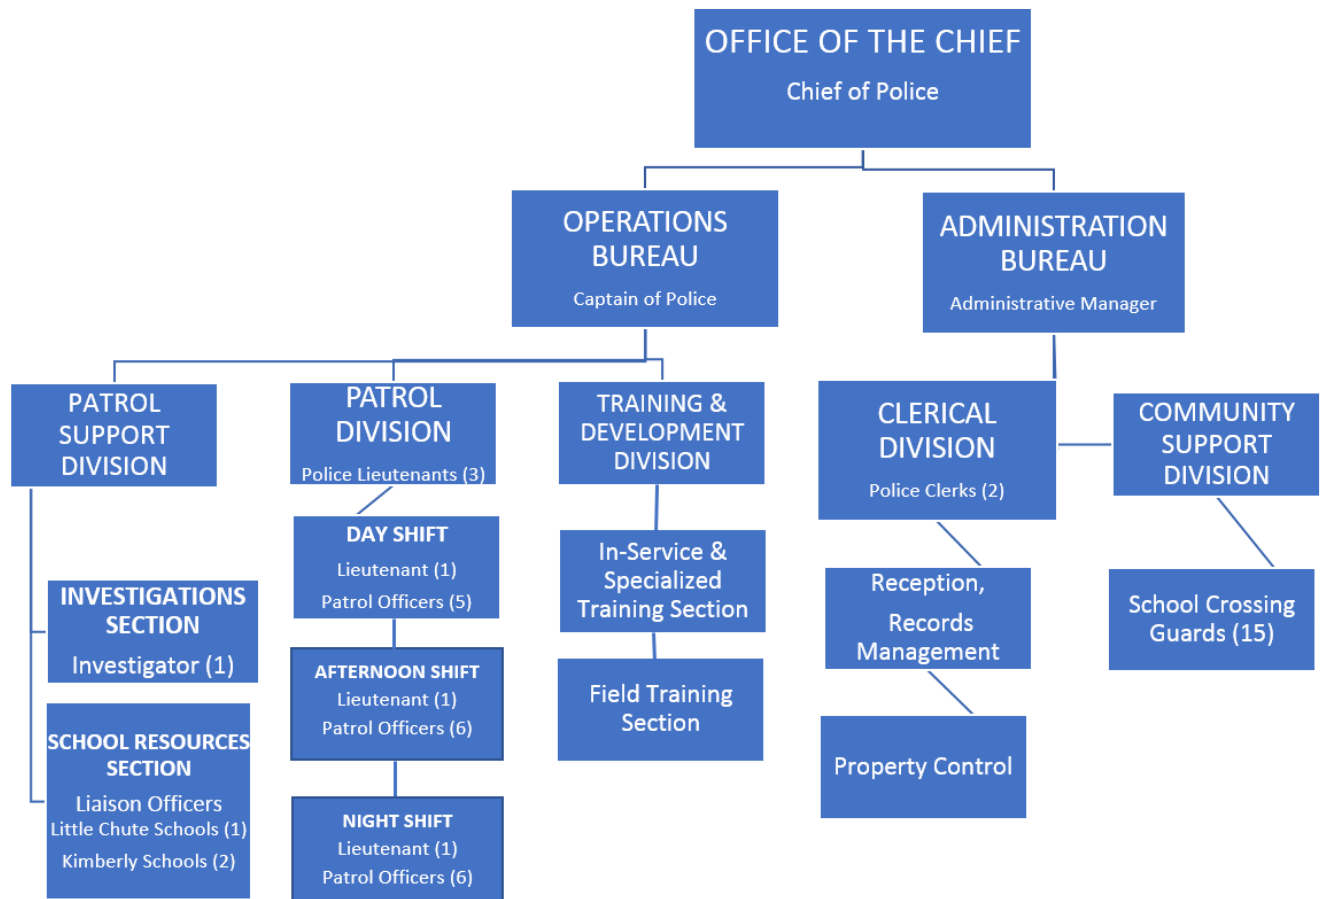 OFFICE OF THE CHIEF
Chief of Police
OPERATIONS
BUREAU
Captain of Police
ADMINISTRATION
BUREAU
Administrative Manager
PATROL
SUPPORT
DIVISION
INVESTIGATIONS
SECTION
Investigator (1)
SCHOOL RESOURCES
SECTION
Liaison Officers
Little Chute Schools (1)
Kimberly Schools (2)
PATROL
DIVISION
Police Lieutenants (3)
DAY SHIFT
Lieutenant (1)
Patrol Officers (5)
AFTERNOON SHIFT
Lieutenant (1)
Patrol Officers (6)
NIGHT SHIFT
Lieutenant (1)
Patrol Officers (6)
TRAINING &
DEVELOPMENT
DIVISION
In-Service &
Specialized
Training Section
Field Training
Section
CLERICAL
DIVISION
Police Clerks (2)
Reception,
Records
Management
Property Control
COMMUNITY
SUPPORT
DIVISION
School Crossing
Guards (15)